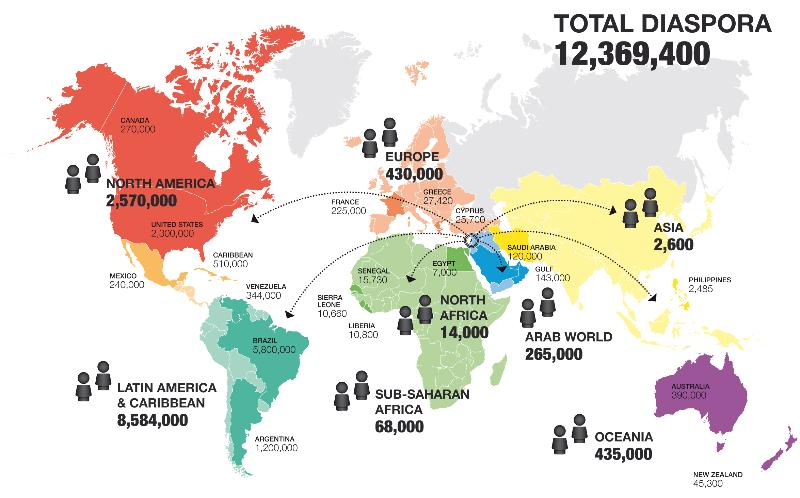 TOTAL DIASPORA
12,369,400
CANADA
270,000
NORTH AMERICA
2,570,000
UNITED STATES
2,300,000
MEXICO
240,000
CARIBBEAN
510,000
VENEZUELA
344,000
BRAZIL
5,800,000
LATIN AMERICA
& CARIBBEAN
8,584,000
ARGENTINA
1,200,000
EUROPE
430,000
FRANCE
225,000
GREECE
27,420
CYPRUS
25,700
SENEGAL
15,730
EGYPT
7,000
SIERRA
LEONE
10,660
LIBERIA
10,800
NORTH
AFRICA
14,000
SUB-SAHARAN
AFRICA
68,000
SAUDI ARABIA
120,000
GULF
143,000
ARAB WORLD
265,000
ASIA
2,600
PHILIPPINES
2,485
AUSTRALIA
390,000
OCEANIA
435,000
NEW ZEALAND
45,300